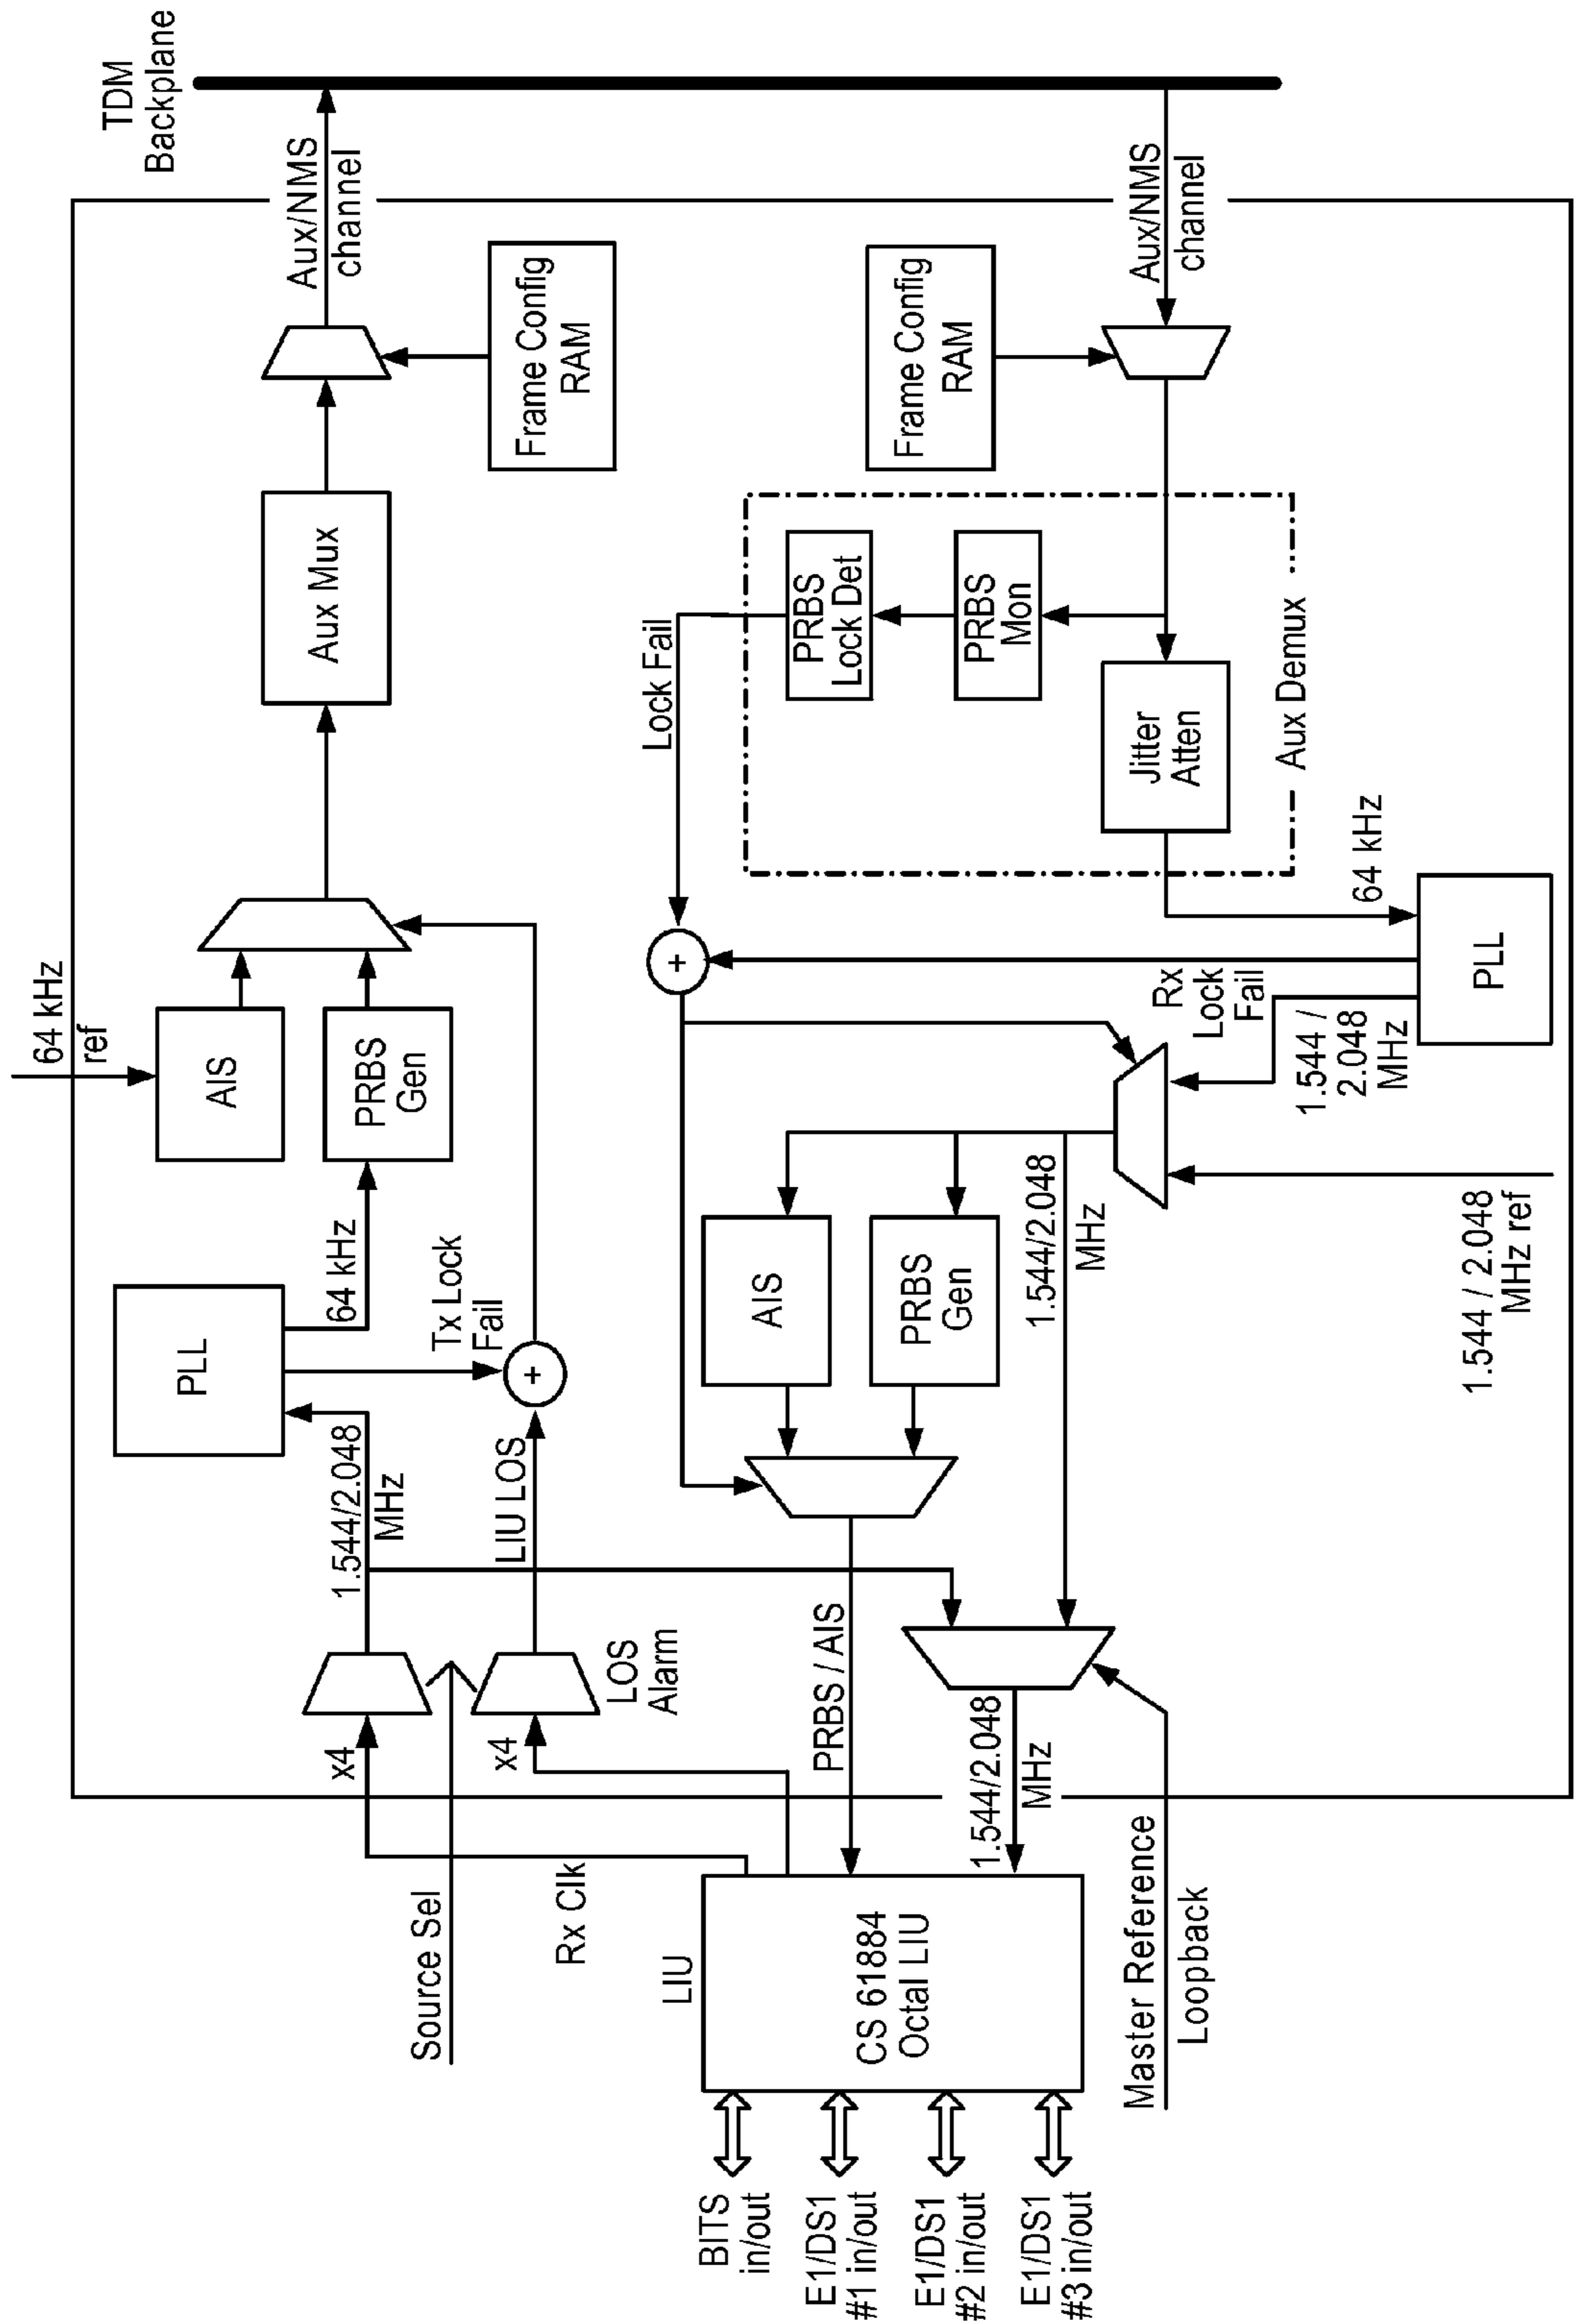 BITS
in/out
E1/DS1
#1 in/out
E1/DS1
#2 in/out
E1/DS1
#3 in/out
LIU
CS 61884
Octal LIU
Source Sel
Rx Clk
Master Reference
Loopback
x4
x4
LOS
Alarm
1.544/2.048
MHz
LIU LOS
PLL
Tx Lock
Fail
64 kHz
64 kHz
ref
AIS
PRBS
Gen
Aux Mux
Frame Config
RAM
Aux/NMS
channel
TDM
Backplane
PRBS / AIS
1.544/2.048
MHz
AIS
PRBS
Gen
1.544/2.048
MHz
1.544 / 2.048
MHz ref
1.544 /
2.048
MHz
Rx
Lock
Fail
PLL
64 kHz
Lock Fail
PRBS
Lock Det
PRBS
Mon
Jitter
Atten
Aux Demux
Frame Config
RAM
Aux/NMS
channel
+
+